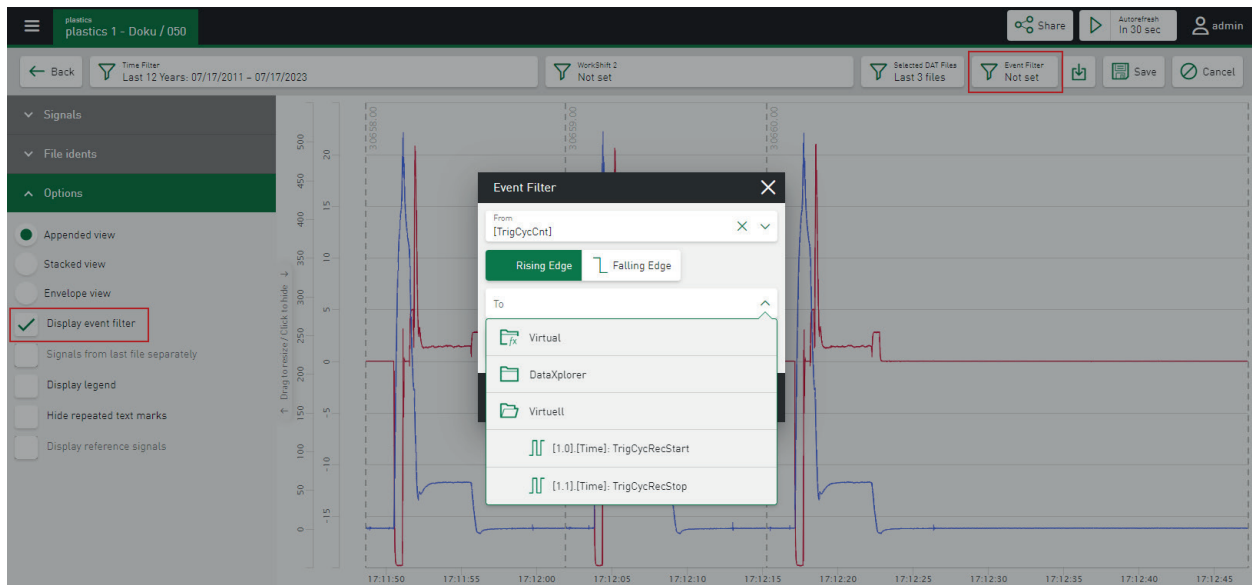 plastics
plastics 1 - Doku / 050
Share
Autorefresh
In 30 sec
admin
Back
Time Filter
Last 12 Years: 07/17/2011 – 07/17/2023
WorkShift 2
Not set
Selected DAT Files
Last 3 files
Event Filter
Not set
Save
Cancel
Signals
File idents
Options
Appended view
Stacked view
Envelope view
Display event filter
Signals from last file separately
Display legend
Hide repeated text marks
Display reference signals
↑ Drag to resize / Click to hide ↓
500
450
400
350
300
250
200
150
100
50
0
20
15
10
5
0
-5
-10
-15
30658:00
30659:00
30660:00
Event Filter
From
[TrigCycCnt]
Rising Edge
Falling Edge
To
Virtual
DataXplorer
Virtuell
[1.0].[Time]: TrigCycRecStart
[1.1].[Time]: TrigCycRecStop
17:11:50
17:11:55
17:12:00
17:12:05
17:12:10
17:12:15
17:12:20
17:12:25
17:12:30
17:12:35
17:12:40
17:12:45